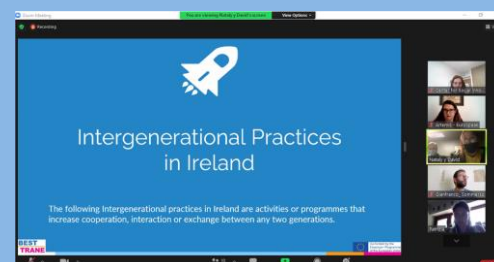 Zoom Meeting
You are viewing Nataly y David's screen
View Options
Recording
Intergenerational Practices
in Ireland
The following Intergenerational practices in Ireland are activities or programmes that
increase cooperation, interaction or exchange between any two generations.
BEST
TRANE
Nataly y David